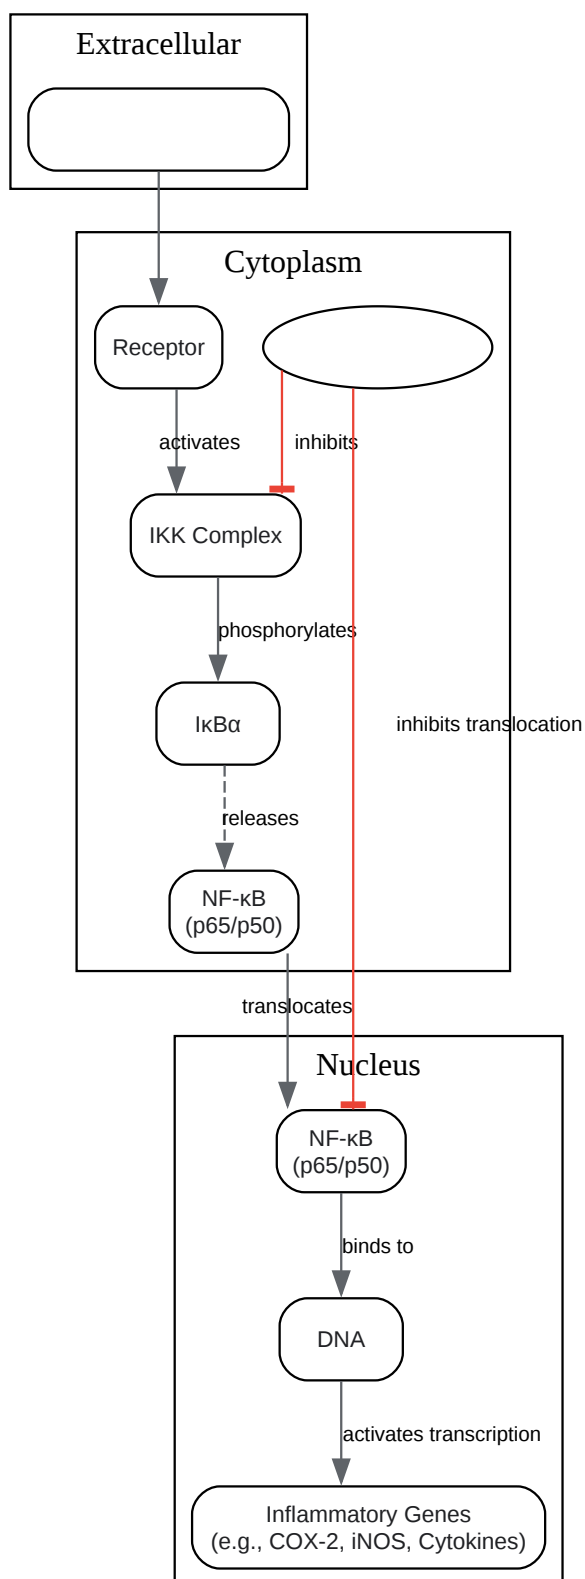 Extracellular
Cytoplasm
Receptor
activates
inhibits
IKK Complex
phosphorylates
IκBα
inhibits translocation
releases
NF-κB
(p65/p50)
translocates
Nucleus
NF-κB
(p65/p50)
binds to
DNA
activates transcription
Inflammatory Genes
(e.g., COX-2, iNOS, Cytokines)